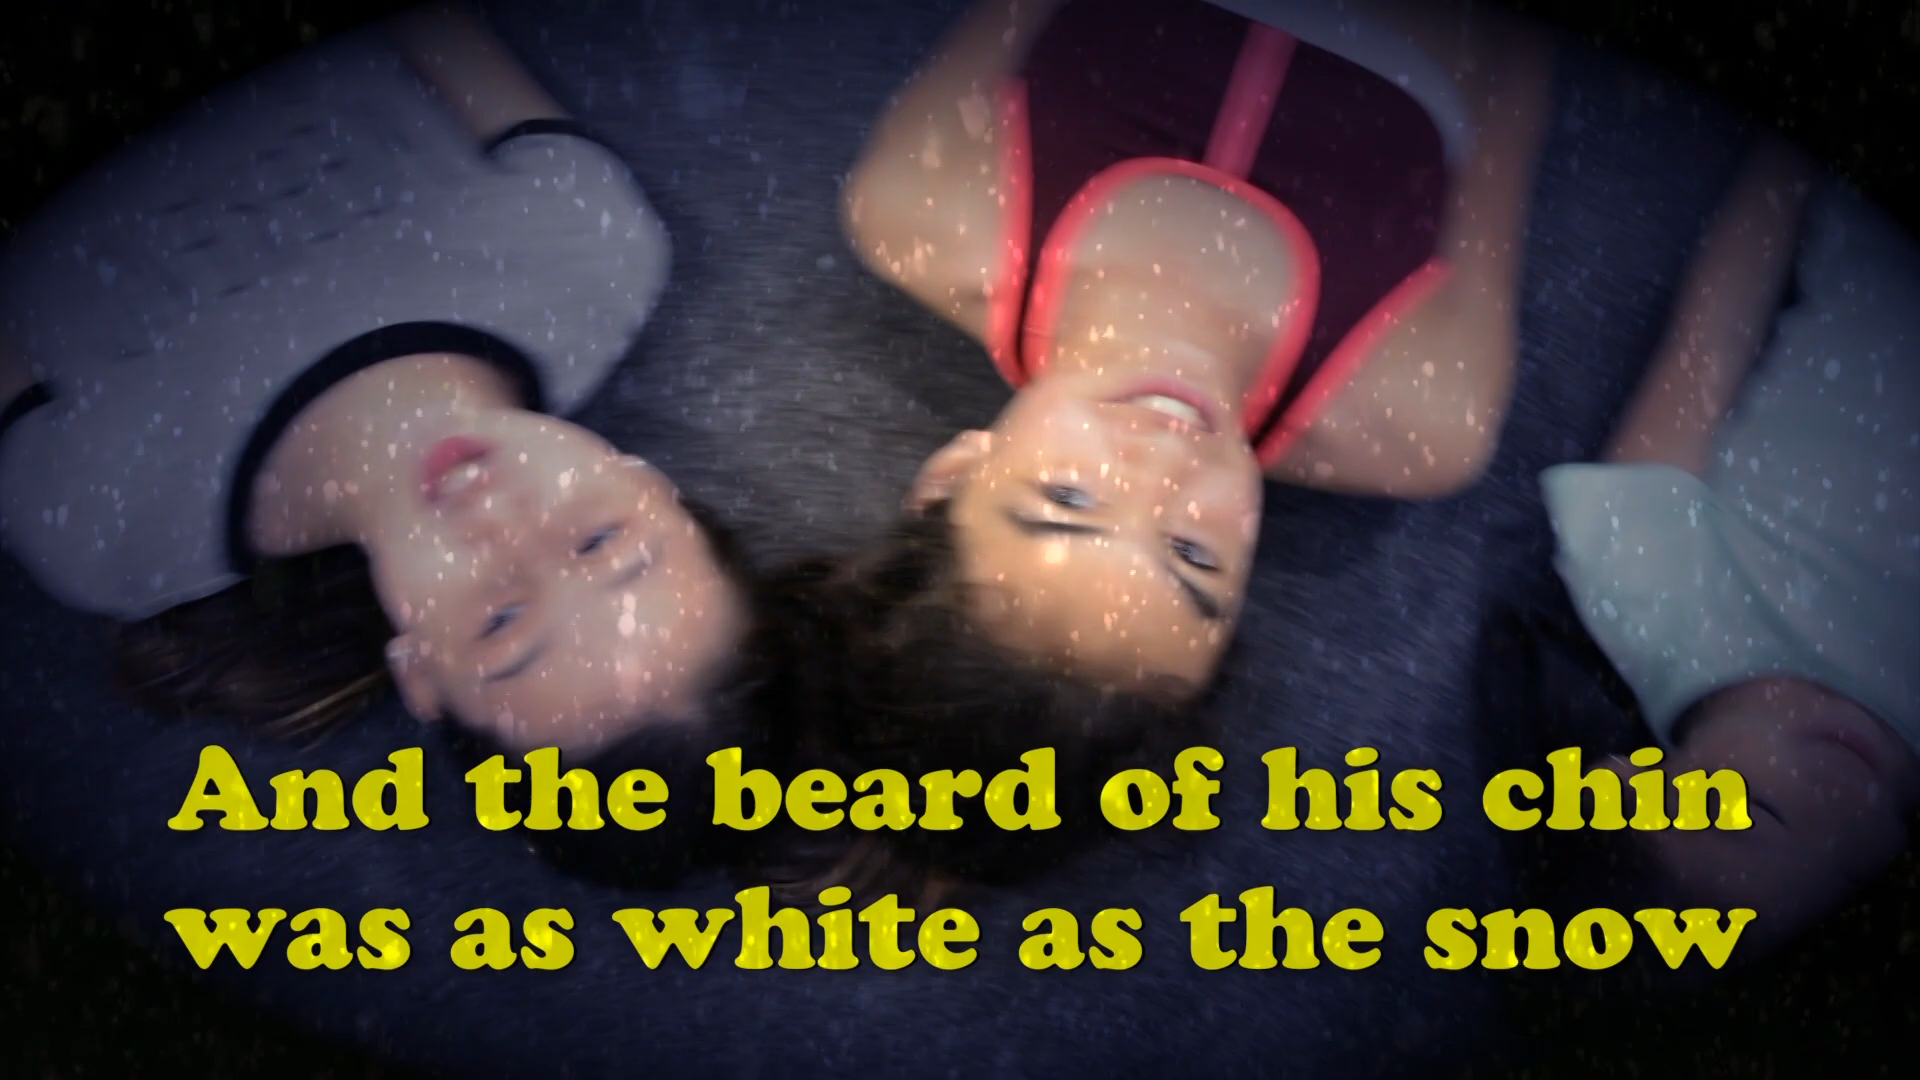 And the beard of his chin
was as white as the snow